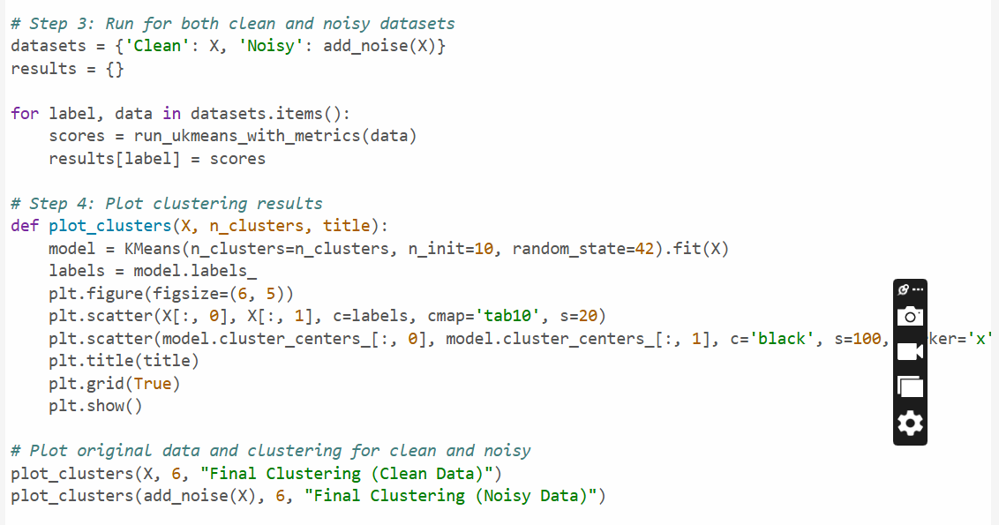 # Step 3: Run for both clean and noisy datasets
datasets = {'Clean': X, 'Noisy': add_noise(X)}
results = {}
for label, data in datasets.items():
    scores = run_ukmeans_with_metrics(data)
    results[label] = scores
# Step 4: Plot clustering results
def plot_clusters(X, n_clusters, title):
    model = KMeans(n_clusters=n_clusters, n_init=10, random_state=42).fit(X)
    labels = model.labels_
    plt.figure(figsize=(6, 5))
    plt.scatter(X[:, 0], X[:, 1], c=labels, cmap='tab10', s=20)
    plt.scatter(model.cluster_centers_[:, 0], model.cluster_centers_[:, 1], c='black', s=100, ker='x'
    plt.title(title)
    plt.grid(True)
    plt.show()
# Plot original data and clustering for clean and noisy
plot_clusters(X, 6, "Final Clustering (Clean Data)")
plot_clusters(add_noise(X), 6, "Final Clustering (Noisy Data)")